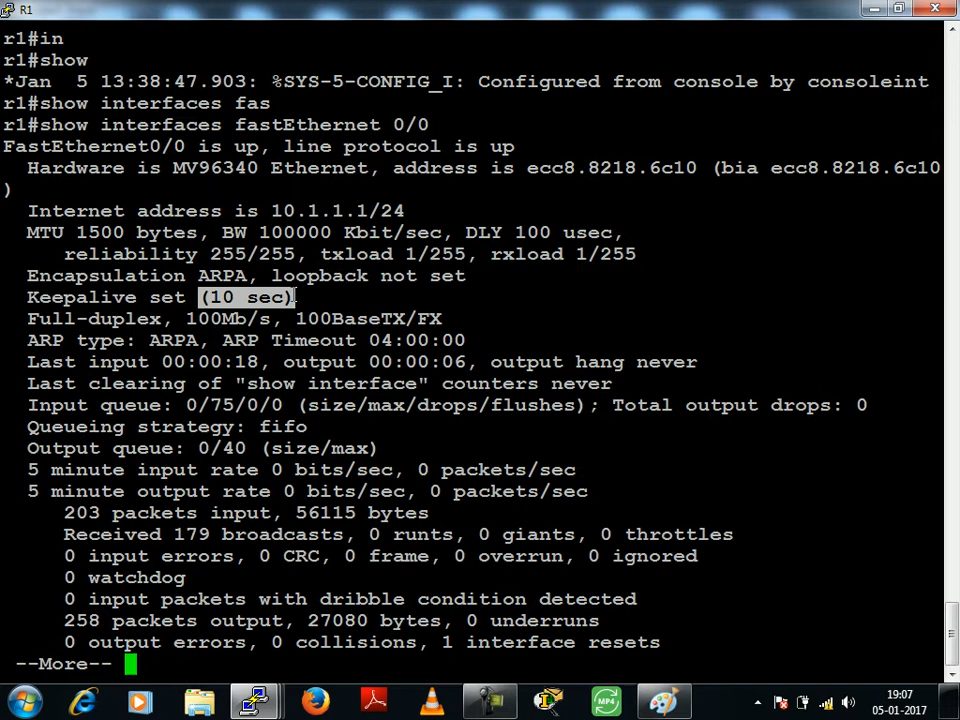 R1
r1#in
r1#show
*Jan  5 13:38:47.903: %SYS-5-CONFIG_I: Configured from console by consoleint
r1#show interfaces fas
r1#show interfaces fastEthernet 0/0
FastEthernet0/0 is up, line protocol is up
  Hardware is MV96340 Ethernet, address is ecc8.8218.6c10 (bia ecc8.8218.6c10
)
  Internet address is 10.1.1.1/24
  MTU 1500 bytes, BW 100000 Kbit/sec, DLY 100 usec,
     reliability 255/255, txload 1/255, rxload 1/255
  Encapsulation ARPA, loopback not set
  Keepalive set (10 sec)
  Full-duplex, 100Mb/s, 100BaseTX/FX
  ARP type: ARPA, ARP Timeout 04:00:00
  Last input 00:00:18, output 00:00:06, output hang never
  Last clearing of "show interface" counters never
  Input queue: 0/75/0/0 (size/max/drops/flushes); Total output drops: 0
  Queueing strategy: fifo
  Output queue: 0/40 (size/max)
  5 minute input rate 0 bits/sec, 0 packets/sec
  5 minute output rate 0 bits/sec, 0 packets/sec
     203 packets input, 56115 bytes
     Received 179 broadcasts, 0 runts, 0 giants, 0 throttles
     0 input errors, 0 CRC, 0 frame, 0 overrun, 0 ignored
     0 watchdog
     0 input packets with dribble condition detected
     258 packets output, 27080 bytes, 0 underruns
     0 output errors, 0 collisions, 1 interface resets
 --More--
MP4
19:07
05-01-2017